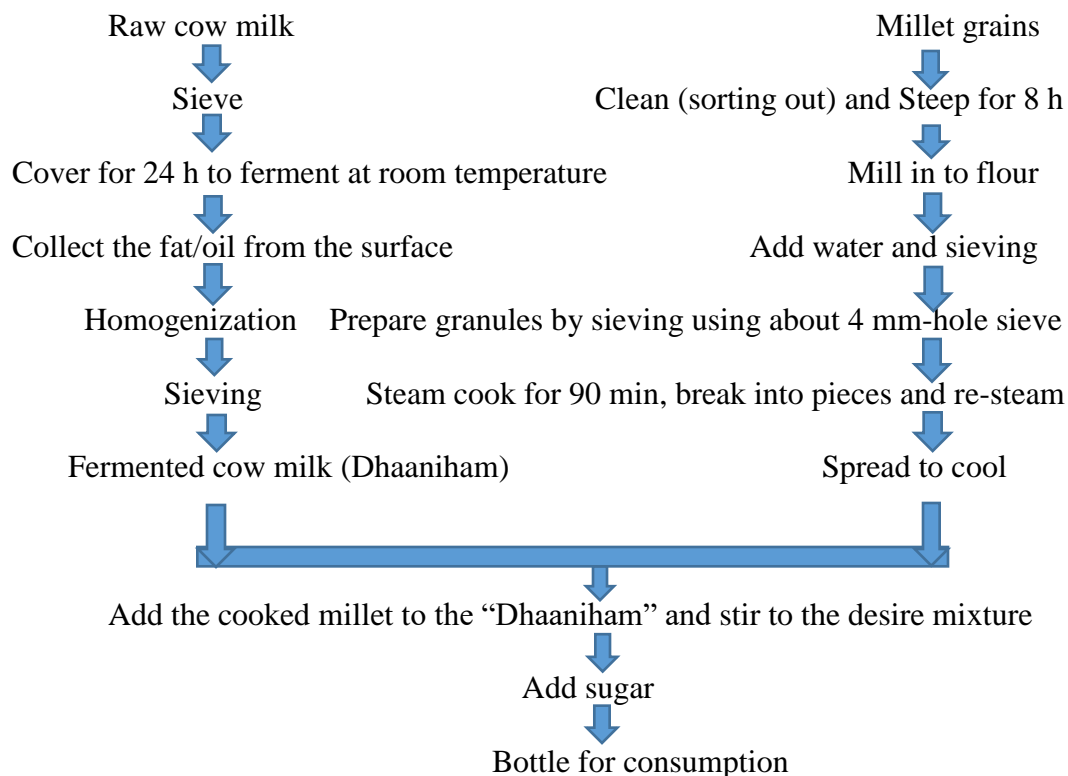 Raw cow milk
Millet grains
Sieve
Clean (sorting out) and Steep for 8 h
Cover for 24 h to ferment at room temperature
Mill in to flour
Collect the fat/oil from the surface
Add water and sieving
Homogenization
Prepare granules by sieving using about 4 mm-hole sieve
Sieving
Steam cook for 90 min, break into pieces and re-steam
Fermented cow milk (Dhaaniham)
Spread to cool
Add the cooked millet to the “Dhaaniham” and stir to the desire mixture
Add sugar
Bottle for consumption